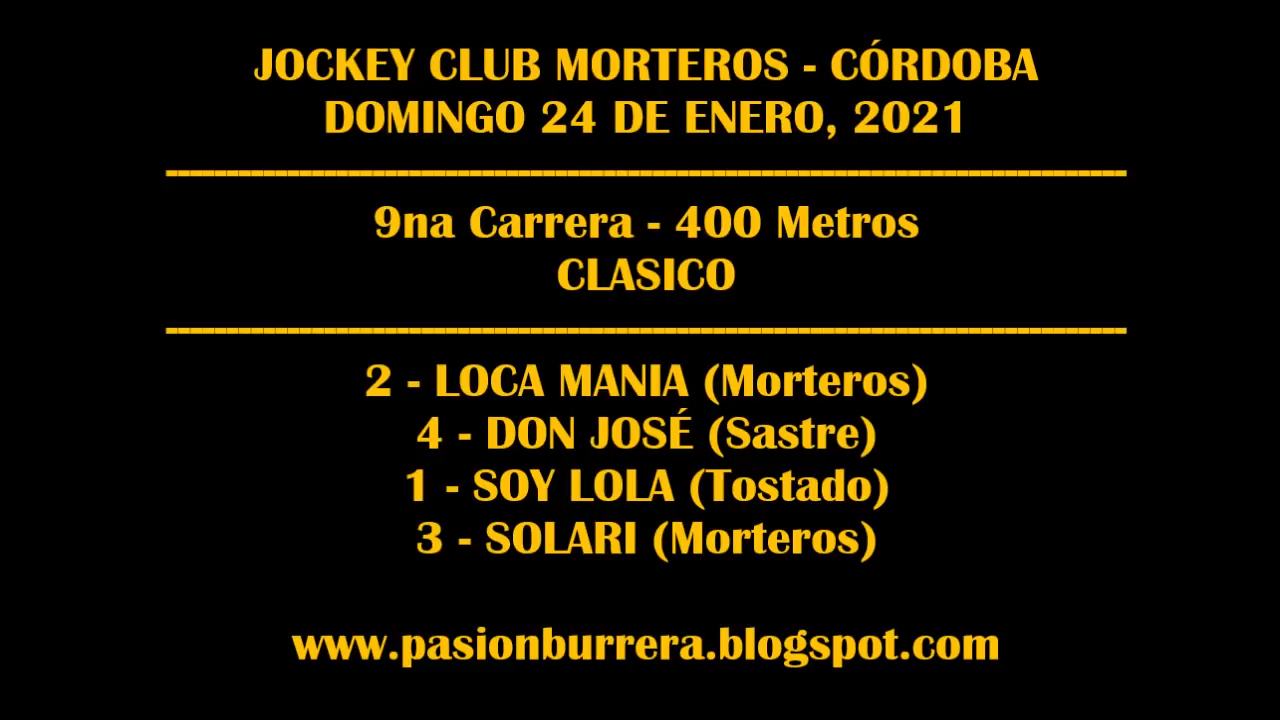 JOCKEY CLUB MORTEROS - CÓRDOBA
DOMINGO 24 DE ENERO, 2021
--------------------------------------------------------------------------------
9na Carrera - 400 Metros
CLASICO
--------------------------------------------------------------------------------
2 - LOCA MANIA (Morteros)
4 - DON JOSÉ (Sastre)
1 - SOY LOLA (Tostado)
3 - SOLARI (Morteros)
www.pasionburrera.blogspot.com